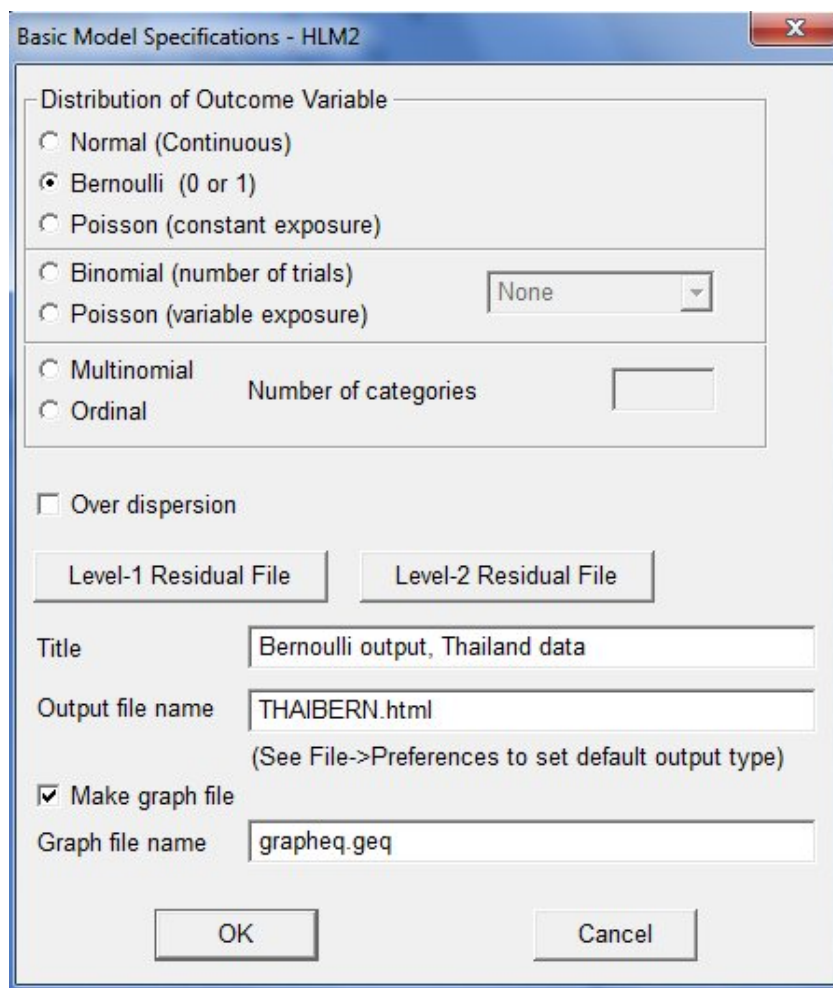 Basic Model Specifications - HLM2
Distribution of Outcome Variable
Normal (Continuous)
Bernoulli (0 or 1)
Poisson (constant exposure)
Binomial (number of trials)
None
Poisson (variable exposure)
Multinomial
Number of categories
Ordinal
Over dispersion
Level-1 Residual File
Level-2 Residual File
Title
Bernoulli output, Thailand data
Output file name
THAIBERN.html
(See File->Preferences to set default output type)
Make graph file
Graph file name
grapheq.geq
OK
Cancel